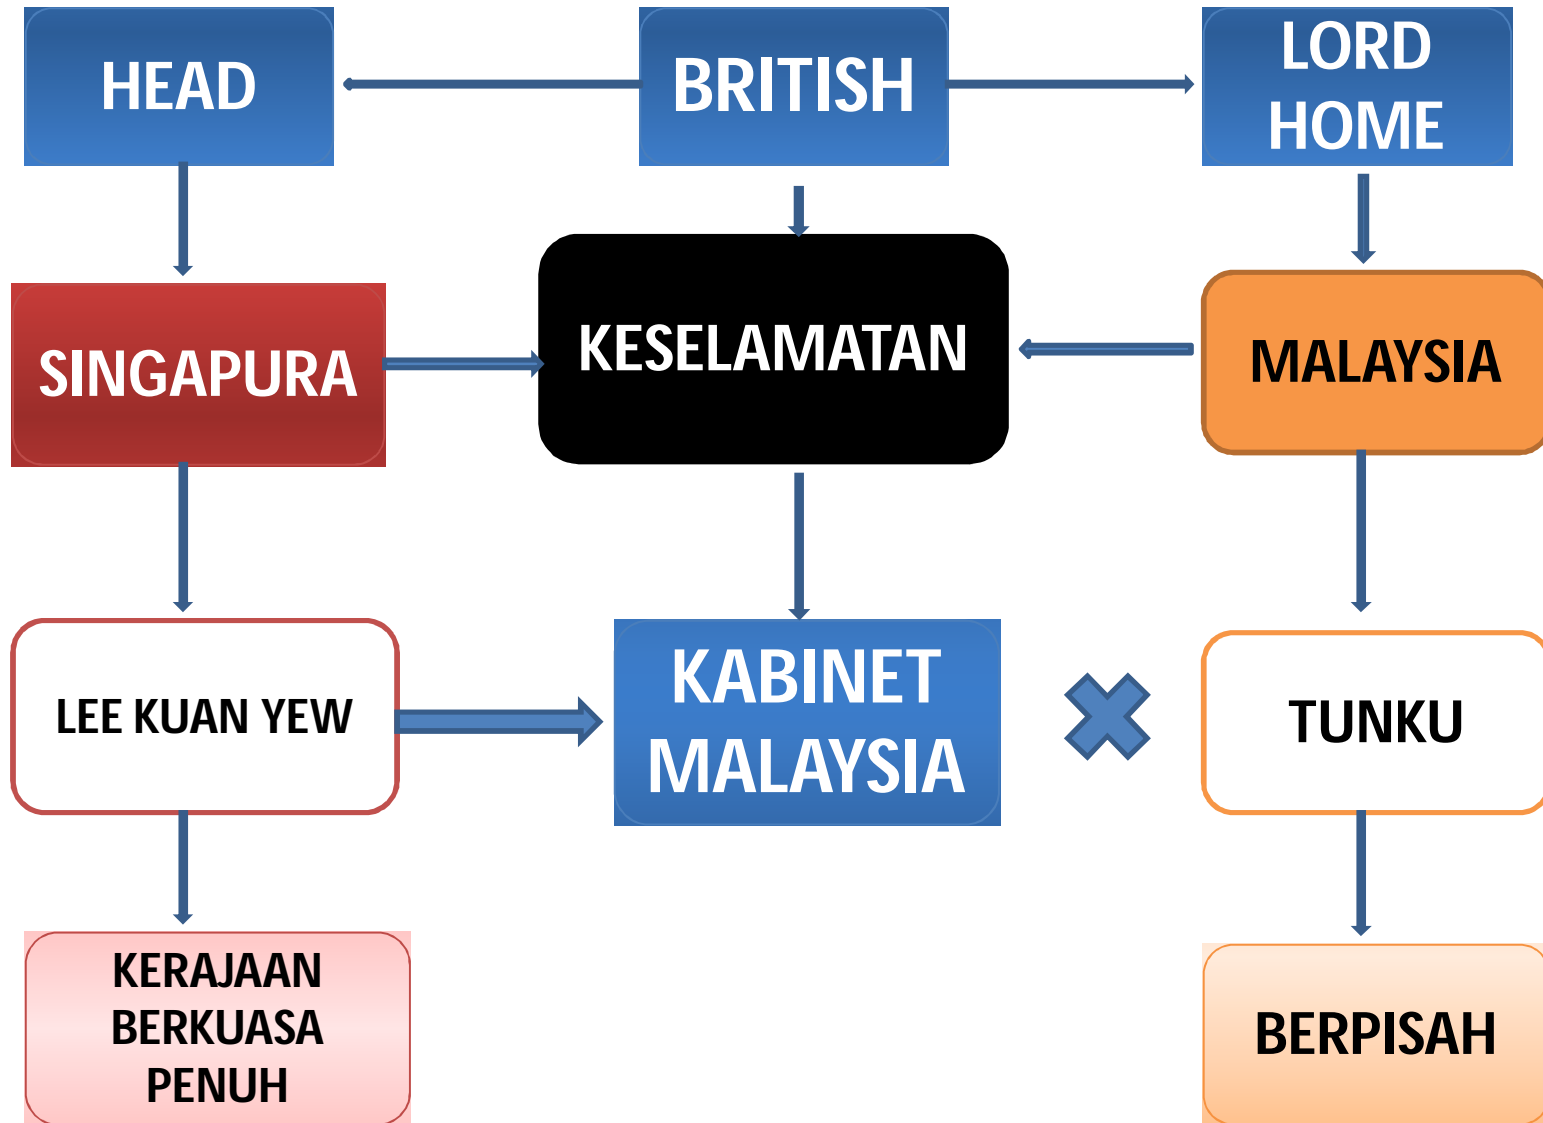 HEAD
BRITISH
LORD
HOME
SINGAPURA
KESELAMATAN
MALAYSIA
LEE KUAN YEW
KABINET
MALAYSIA
TUNKU
KERAJAAN
BERKUASA
PENUH
BERPISAH